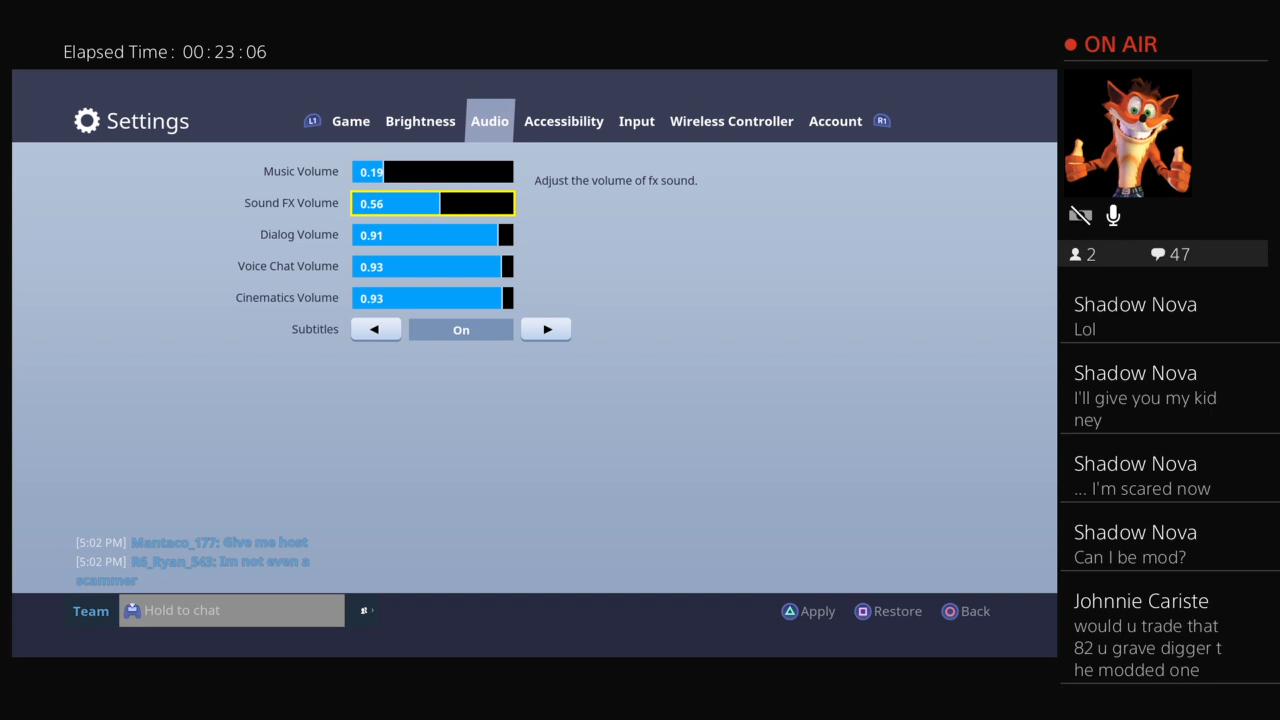 Elapsed Time: 00:23:06
ON AIR
Settings
L1 Game Brightness Audio Accessibility Input Wireless Controller Account R1
Music Volume 0.19
Adjust the volume of fx sound.
Sound FX Volume 0.56
Dialog Volume 0.91
Voice Chat Volume 0.93
Cinematics Volume 0.93
Subtitles On
[5:02 PM] Mantaco_177: Give me host
[5:02 PM] R6_Ryan_543: Im not even a
scammer
Team Hold to chat
Apply Restore Back
2 47
Shadow Nova
Lol
Shadow Nova
I'll give you my kid
ney
Shadow Nova
... I'm scared now
Shadow Nova
Can I be mod?
Johnnie Cariste
would u trade that
82 u grave digger t
he modded one